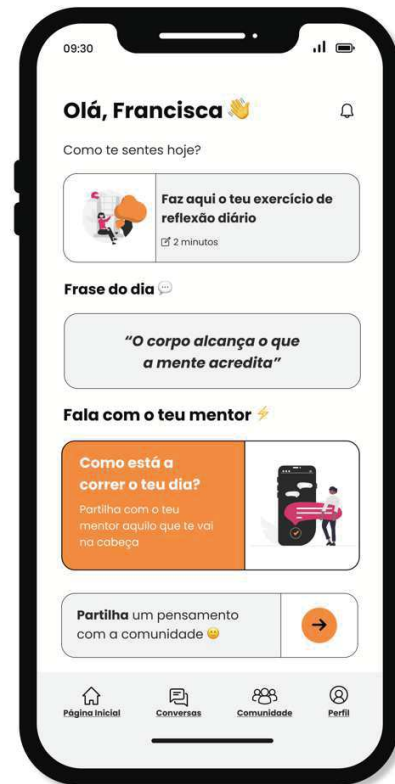 09:30
Olá, Francisca 👋
Como te sentes hoje?
Faz aqui o teu exercício de
reflexão diário
2 minutos
Frase do dia 💬
“O corpo alcança o que
a mente acredita”
Fala com o teu mentor ⚡
Como está a
correr o teu dia?
Partilha com o teu
mentor aquilo que te vai
na cabeça
Partilha um pensamento
com a comunidade 🙂
Página Inicial
Conversas
Comunidade
Perfil